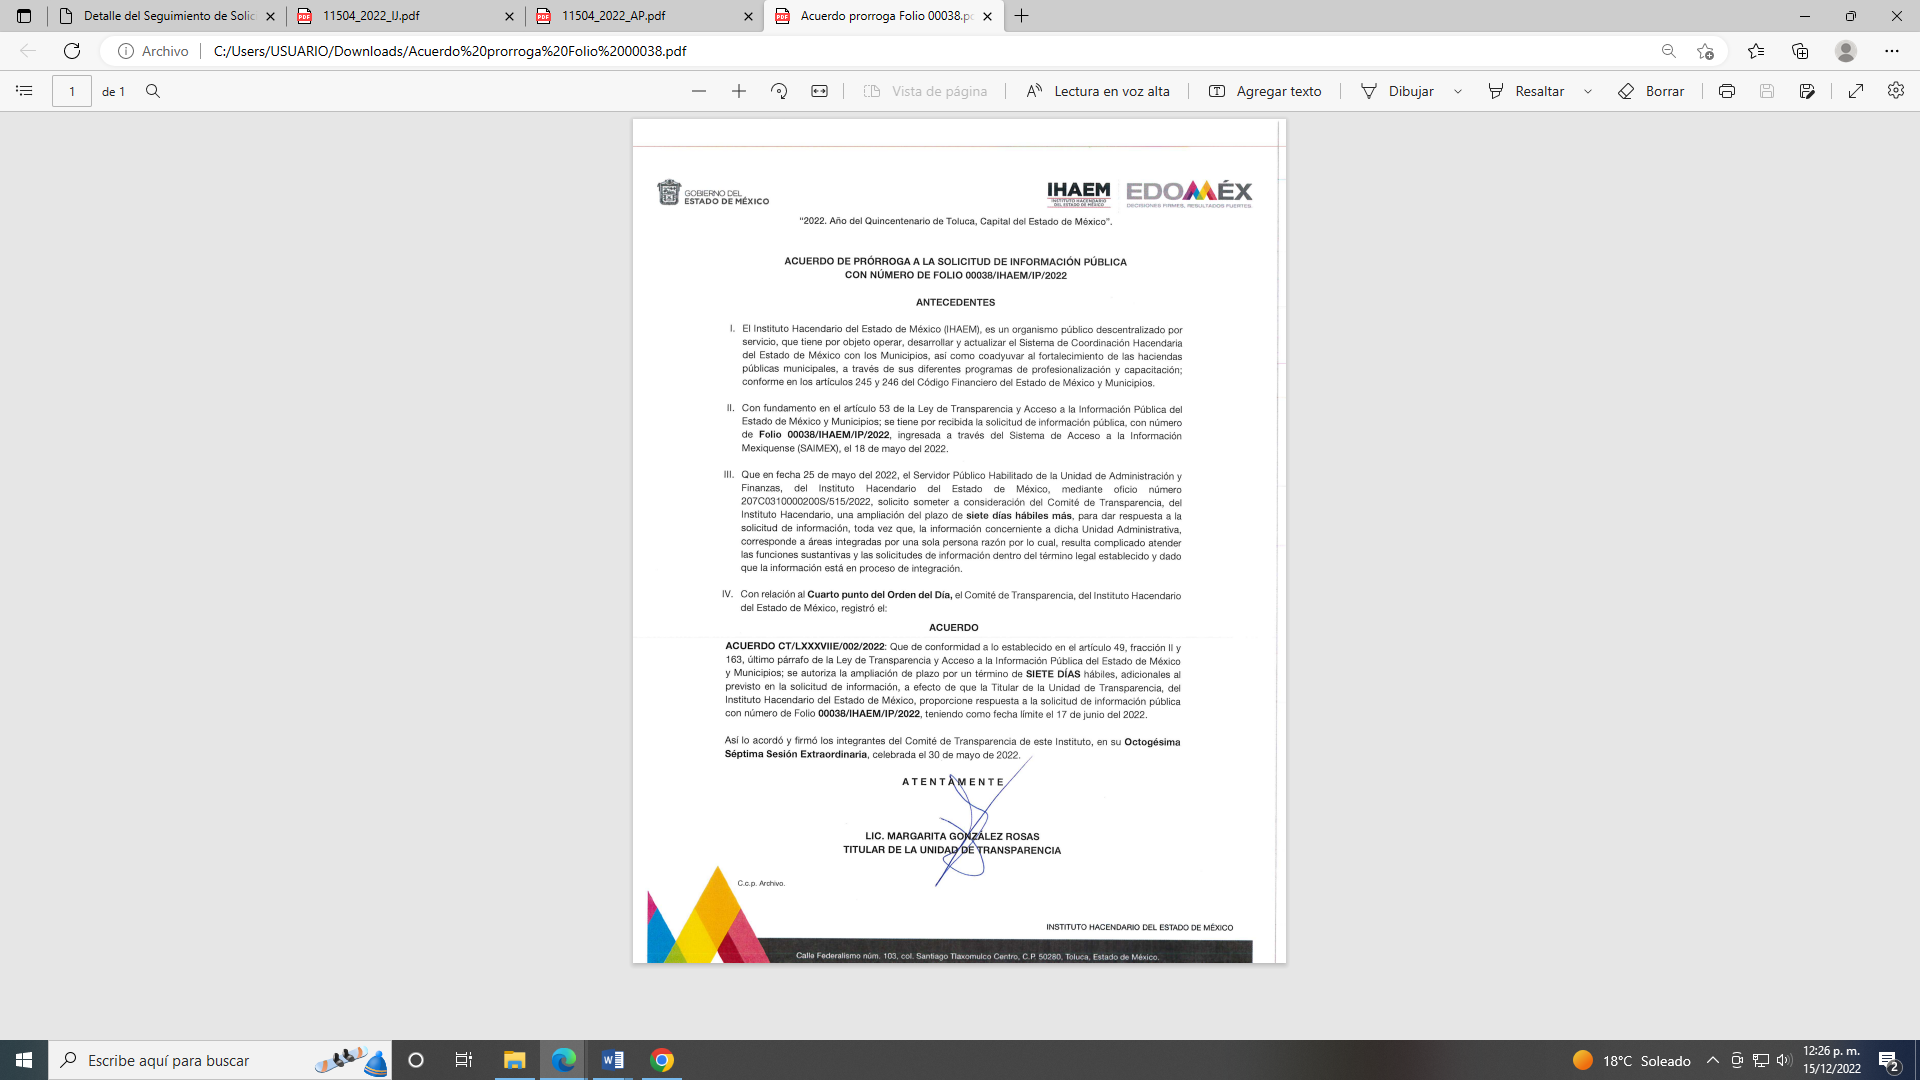 Detalle del Seguimiento de Solic
11504_2022_IJ.pdf
11504_2022_AP.pdf
Acuerdo prorroga Folio 00038.p
Archivo
C:/Users/USUARIO/Downloads/Acuerdo%20prorroga%20Folio%2000038.pdf
1 de 1
Vista de página
Lectura en voz alta
Agregar texto
Dibujar
Resaltar
Borrar
GOBIERNO DEL
ESTADO DE MÉXICO
IHAEM
INSTITUTO HACENDARIO
DEL ESTADO DE MÉXICO
EDOMÉX
DECISIONES FIRMES, RESULTADOS FUERTES.
"2022. Año del Quincentenario de Toluca, Capital del Estado de México".
ACUERDO DE PRÓRROGA A LA SOLICITUD DE INFORMACIÓN PÚBLICA
CON NÚMERO DE FOLIO 00038/IHAEM/IP/2022
ANTECEDENTES
I. El Instituto Hacendario del Estado de México (IHAEM), es un organismo público descentralizado por
servicio, que tiene por objeto operar, desarrollar y actualizar el Sistema de Coordinación Hacendaria
del Estado de México con los Municipios, así como coadyuvar al fortalecimiento de las haciendas
públicas municipales, a través de sus diferentes programas de profesionalización y capacitación;
conforme en los artículos 245 y 246 del Código Financiero del Estado de México y Municipios.
II. Con fundamento en el artículo 53 de la Ley de Transparencia y Acceso a la Información Pública del
Estado de México y Municipios; se tiene por recibida la solicitud de información pública, con número
de Folio 00038/IHAEM/IP/2022, ingresada a través del Sistema de Acceso a la Información
Mexiquense (SAIMEX), el 18 de mayo del 2022.
III. Que en fecha 25 de mayo del 2022, el Servidor Público Habilitado de la Unidad de Administración y
Finanzas, del Instituto Hacendario del Estado de México, mediante oficio número
207C0310000200S/515/2022, solicito someter a consideración del Comité de Transparencia, del
Instituto Hacendario, una ampliación del plazo de siete días hábiles más, para dar respuesta a la
solicitud de información, toda vez que, la información concerniente a dicha Unidad Administrativa,
corresponde a áreas integradas por una sola persona razón por lo cual, resulta complicado atender
las funciones sustantivas y las solicitudes de información dentro del término legal establecido y dado
que la información está en proceso de integración.
IV. Con relación al Cuarto punto del Orden del Día, el Comité de Transparencia, del Instituto Hacendario
del Estado de México, registró el:
ACUERDO
ACUERDO CT/LXXXVIIE/002/2022: Que de conformidad a lo establecido en el artículo 49, fracción II y
163, último párrafo de la Ley de Transparencia y Acceso a la Información Pública del Estado de México
y Municipios; se autoriza la ampliación de plazo por un término de SIETE DÍAS hábiles, adicionales al
previsto en la solicitud de información, a efecto de que la Titular de la Unidad de Transparencia, del
Instituto Hacendario del Estado de México, proporcione respuesta a la solicitud de información pública
con número de Folio 00038/IHAEM/IP/2022, teniendo como fecha límite el 17 de junio del 2022.
Así lo acordó y firmó los integrantes del Comité de Transparencia de este Instituto, en su Octogésima
Séptima Sesión Extraordinaria, celebrada el 30 de mayo de 2022.
A T E N T A M E N T E
LIC. MARGARITA GONZÁLEZ ROSAS
TITULAR DE LA UNIDAD DE TRANSPARENCIA
C.c.p. Archivo.
INSTITUTO HACENDARIO DEL ESTADO DE MÉXICO
Calle Federalismo núm. 103, col. Santiago Tlaxomulco Centro, C.P. 50280, Toluca, Estado de México.
Escribe aquí para buscar
18°C Soleado
12:26 p. m.
15/12/2022
2